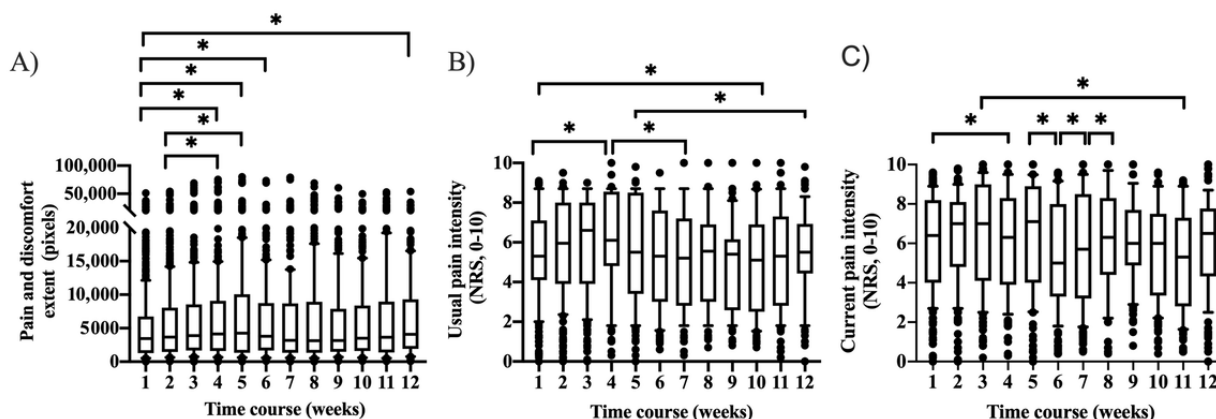 A)
*
*
*
*
*
*
Pain and discomfort
extent (pixels)
100,000
50,000
20,000
15,000
10,000
5000
0
1 2 3 4 5 6 7 8 9 10 11 12
Time course (weeks)
B)
*
*
*
*
Usual pain intensity
(NRS, 0-10)
10
8
6
4
2
0
1 2 3 4 5 6 7 8 9 10 11 12
Time course (weeks)
C)
*
*
*
*
*
Current pain intensity
(NRS, 0-10)
10
8
6
4
2
0
1 2 3 4 5 6 7 8 9 10 11 12
Time course (weeks)